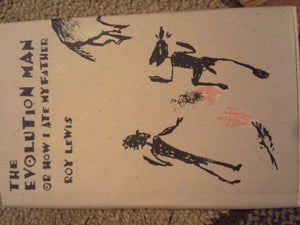 THE
EVOLUTION MAN
OR HOW I ATE MY FATHER
ROY LEWIS